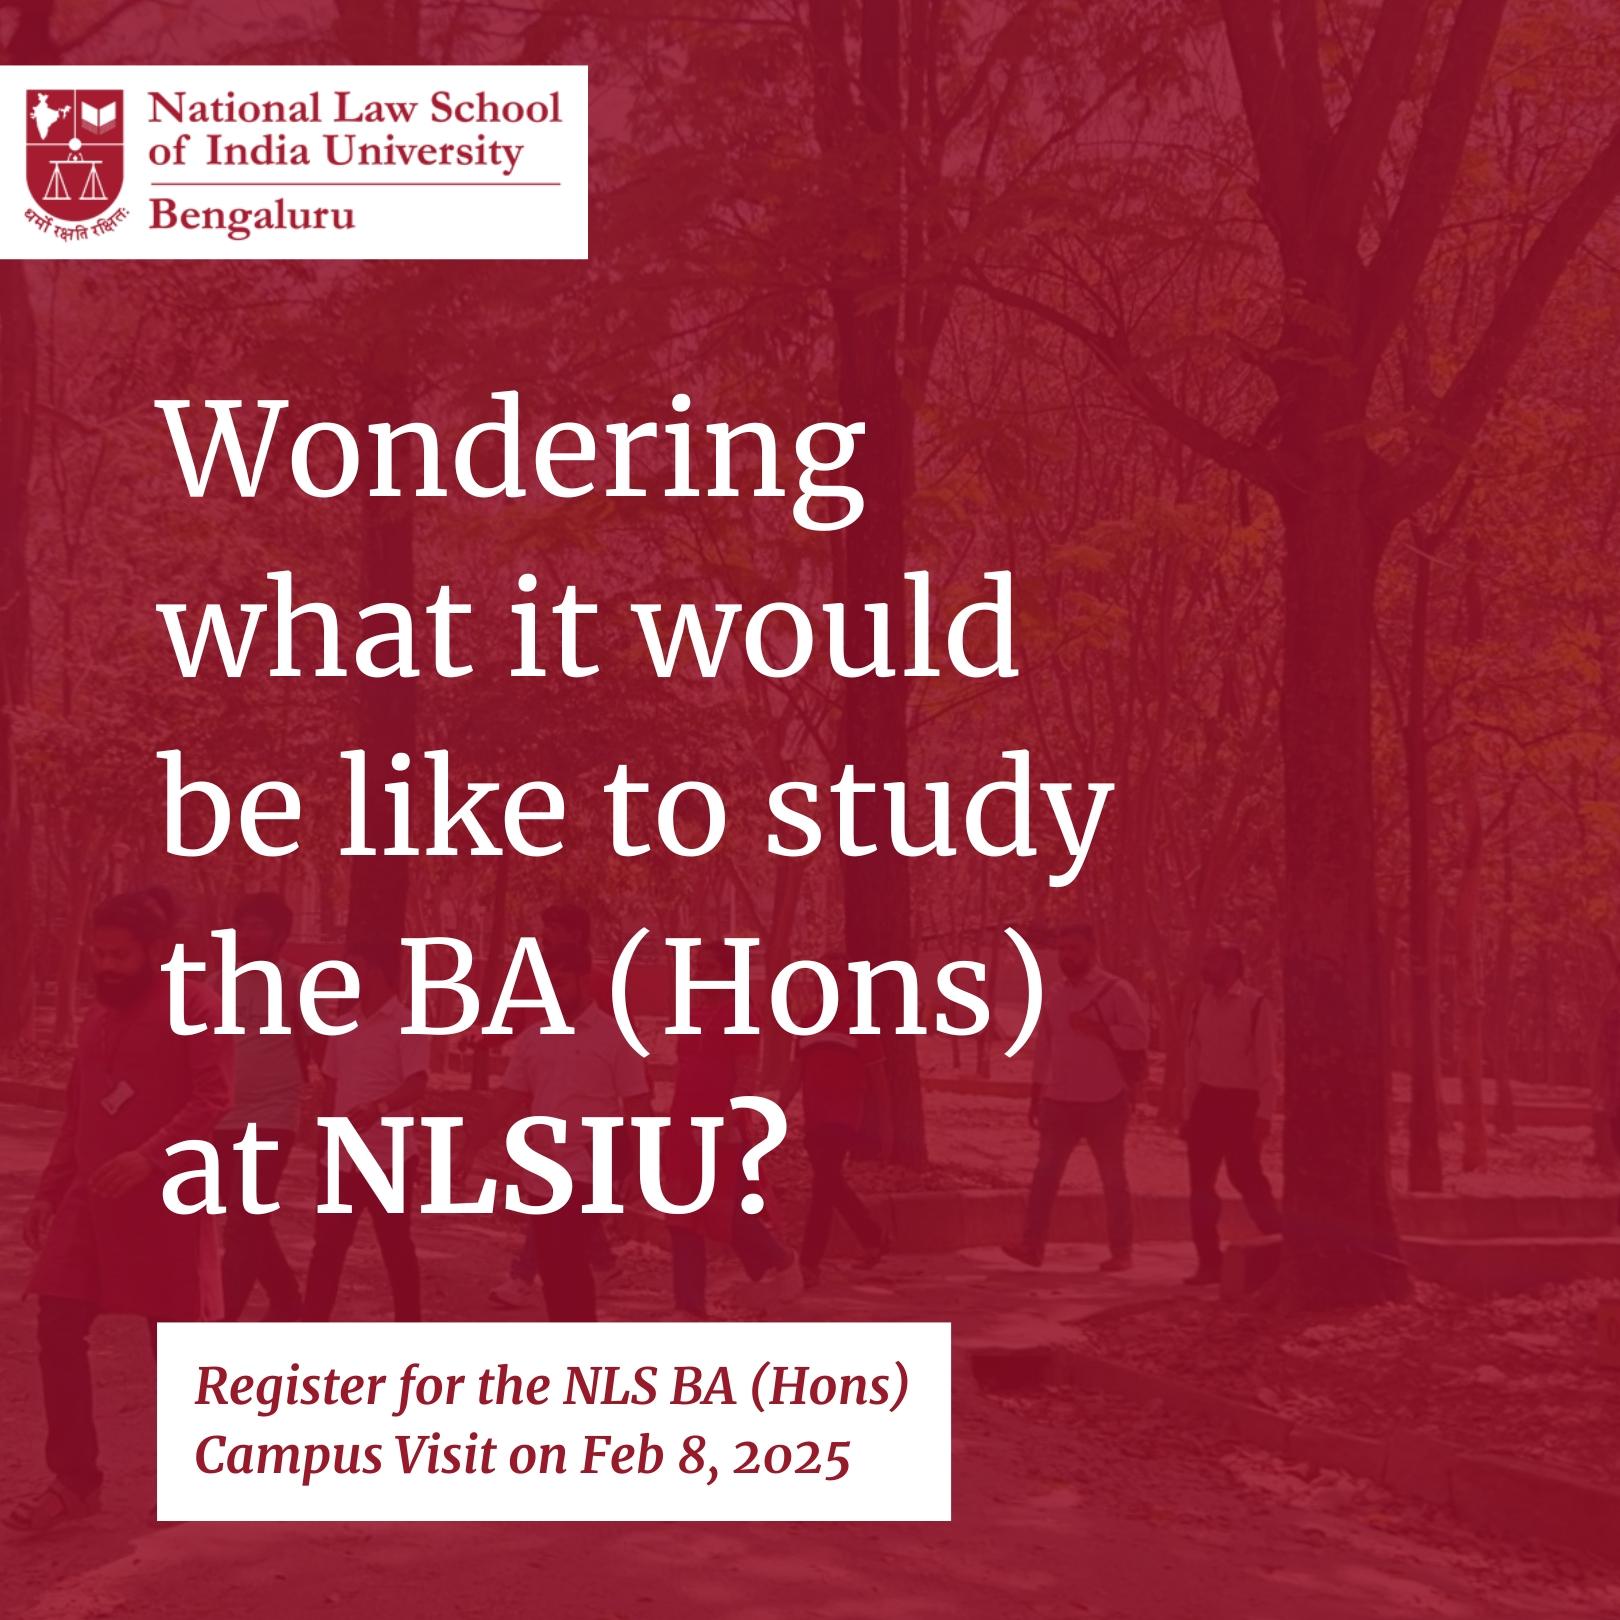 National Law School
of India University
Bengaluru
धर्मो रक्षति रक्षितः
Wondering
what it would
be like to study
the BA (Hons)
at NLSIU?
Register for the NLS BA (Hons)
Campus Visit on Feb 8, 2025